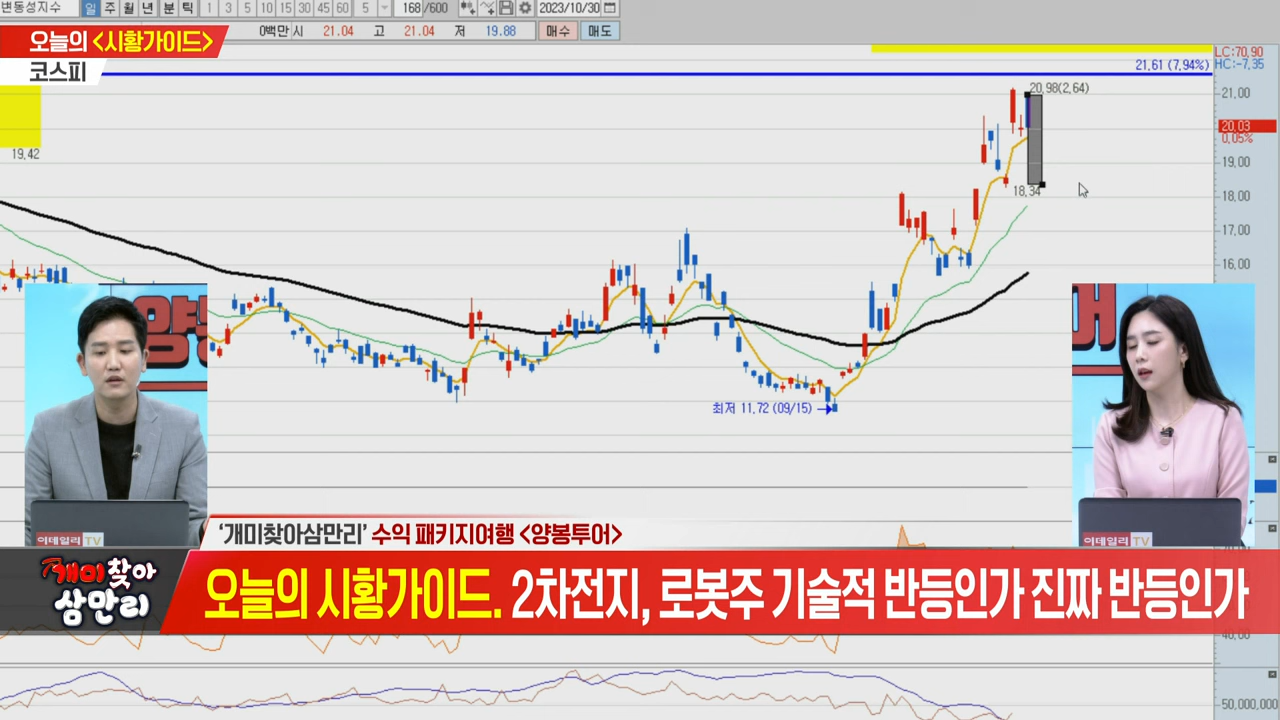 변동성지수 일 주 월 년 분 틱 1 3 5 10 15 30 45 60 5 168 /600 2023/10/30
0백만 시 21.04 고 21.04 저 19.88 매수 매도
오늘의 <시황가이드>
코스피
21.61 (7.94%)
LC:70.90
HC:-7.35
20.98(2.64)
21.00
20.03
0.05%
19.42
19.00
18.34
18.00
17.00
16.00
최저 11.72 (09/15)
이데일리 TV
이데일리 TV
'개미찾아삼만리' 수익 패키지여행 <양봉투어>
개미찾아
삼만리
오늘의 시황가이드. 2차전지, 로봇주 기술적 반등인가 진짜 반등인가
40.00
50,000,000